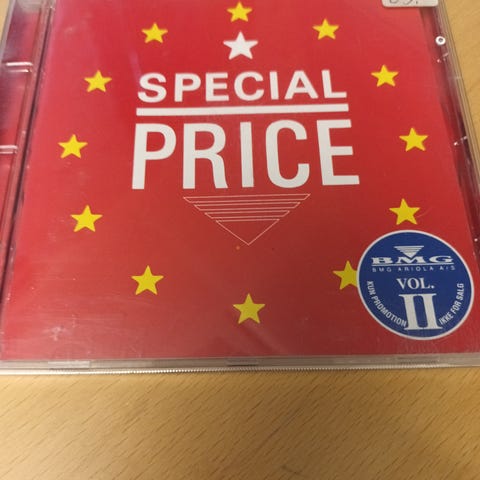 SPECIAL
PRICE
BMG
BMG ARIOLA A/S
VOL.
II
KUN PROMOTION
IKKE FOR SALG